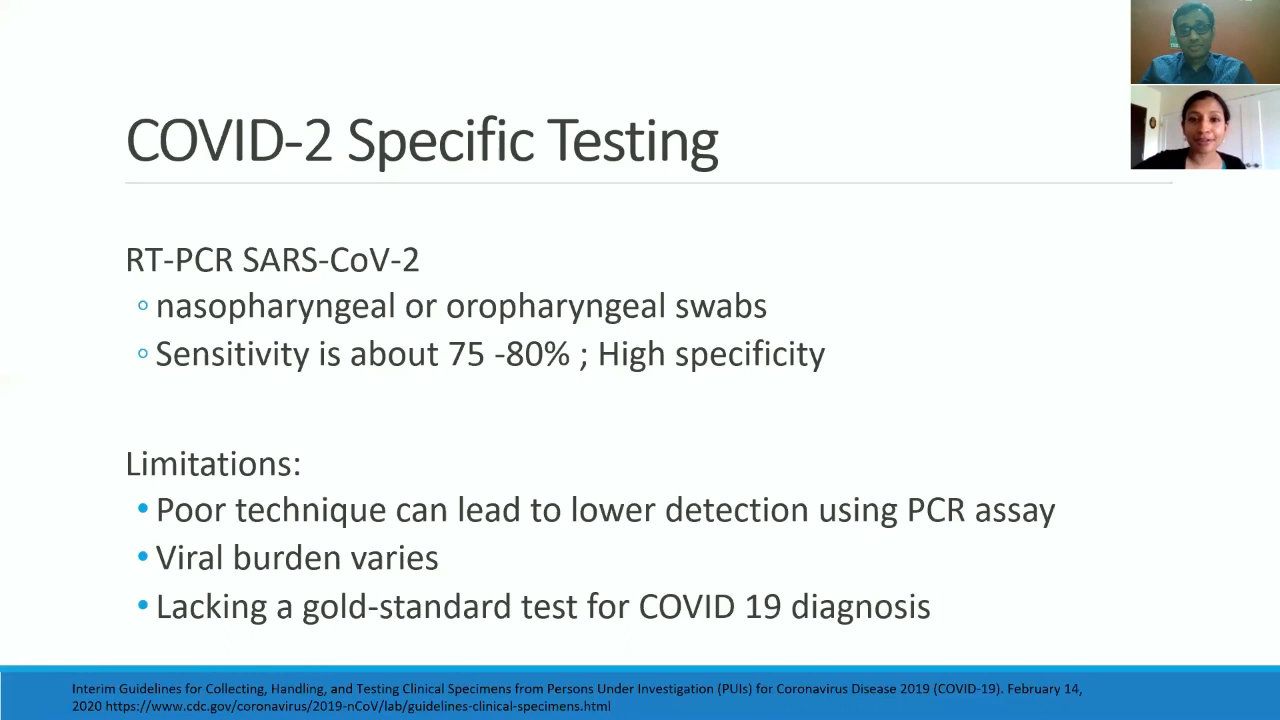 COVID-2 Specific Testing
RT-PCR SARS-CoV-2
◦ nasopharyngeal or oropharyngeal swabs
◦ Sensitivity is about 75 -80% ; High specificity
Limitations:
• Poor technique can lead to lower detection using PCR assay
• Viral burden varies
• Lacking a gold-standard test for COVID 19 diagnosis
Interim Guidelines for Collecting, Handling, and Testing Clinical Specimens from Persons Under Investigation (PUIs) for Coronavirus Disease 2019 (COVID-19). February 14,
2020 https://www.cdc.gov/coronavirus/2019-nCoV/lab/guidelines-clinical-specimens.html